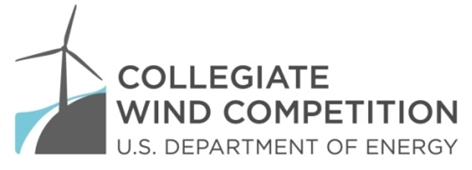 COLLEGIATE
WIND COMPETITION
U.S. DEPARTMENT OF ENERGY